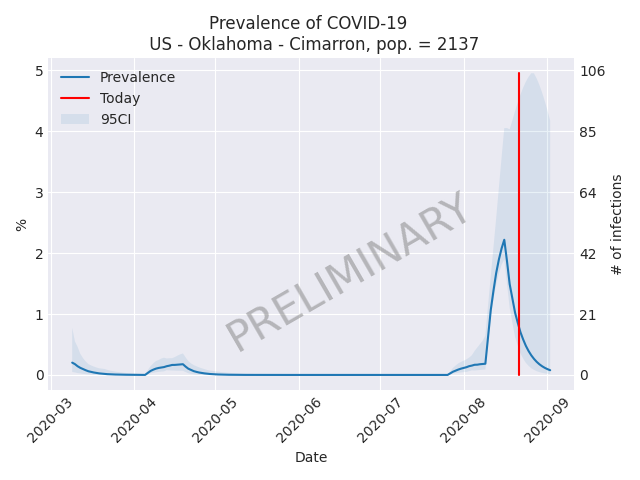 Prevalence of COVID-19
US - Oklahoma - Cimarron, pop. = 2137
Prevalence
Today
95CI
5
4
3
2
1
0
%
106
85
64
42
21
0
# of infections
PRELIMINARY
2020-03
2020-04
2020-05
2020-06
2020-07
2020-08
2020-09
Date